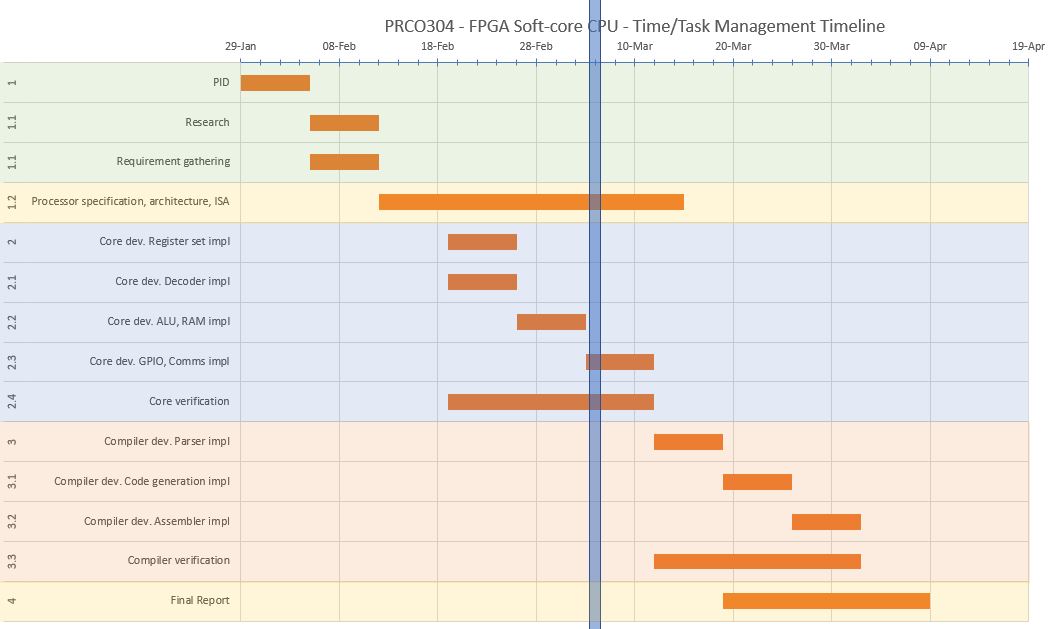 PRCO304 - FPGA Soft-core CPU - Time/Task Management Timeline
29-Jan 08-Feb 18-Feb 28-Feb 10-Mar 20-Mar 30-Mar 09-Apr 19-Apr
1 PID
1.1 Research
1.1 Requirement gathering
1.2 Processor specification, architecture, ISA
2 Core dev. Register set impl
2.1 Core dev. Decoder impl
2.2 Core dev. ALU, RAM impl
2.3 Core dev. GPIO, Comms impl
2.4 Core verification
3 Compiler dev. Parser impl
3.1 Compiler dev. Code generation impl
3.2 Compiler dev. Assembler impl
3.3 Compiler verification
4 Final Report